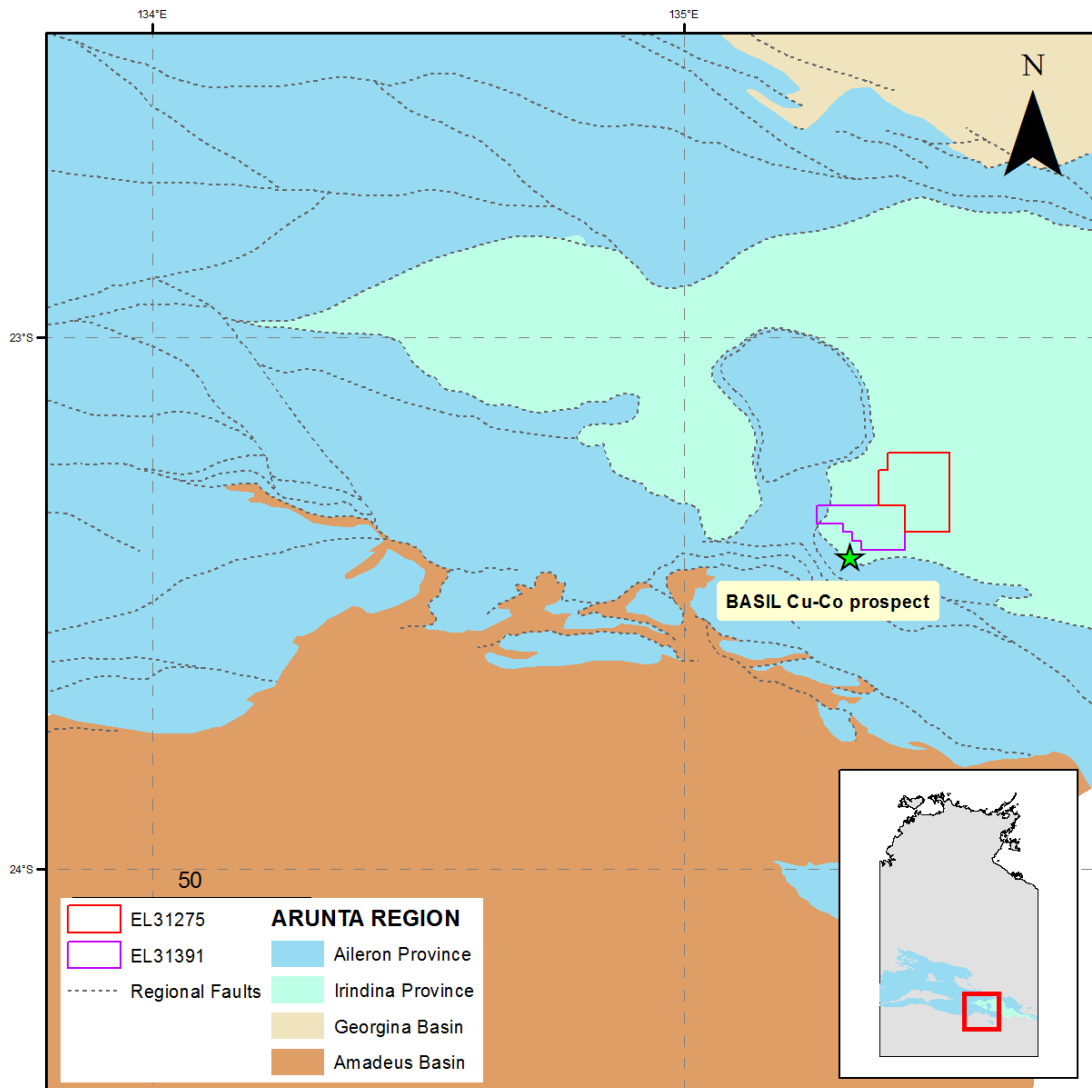 134°E
135°E
N
23°S
BASIL Cu-Co prospect
24°S
50
EL31275
EL31391
Regional Faults
ARUNTA REGION
Aileron Province
Irindina Province
Georgina Basin
Amadeus Basin